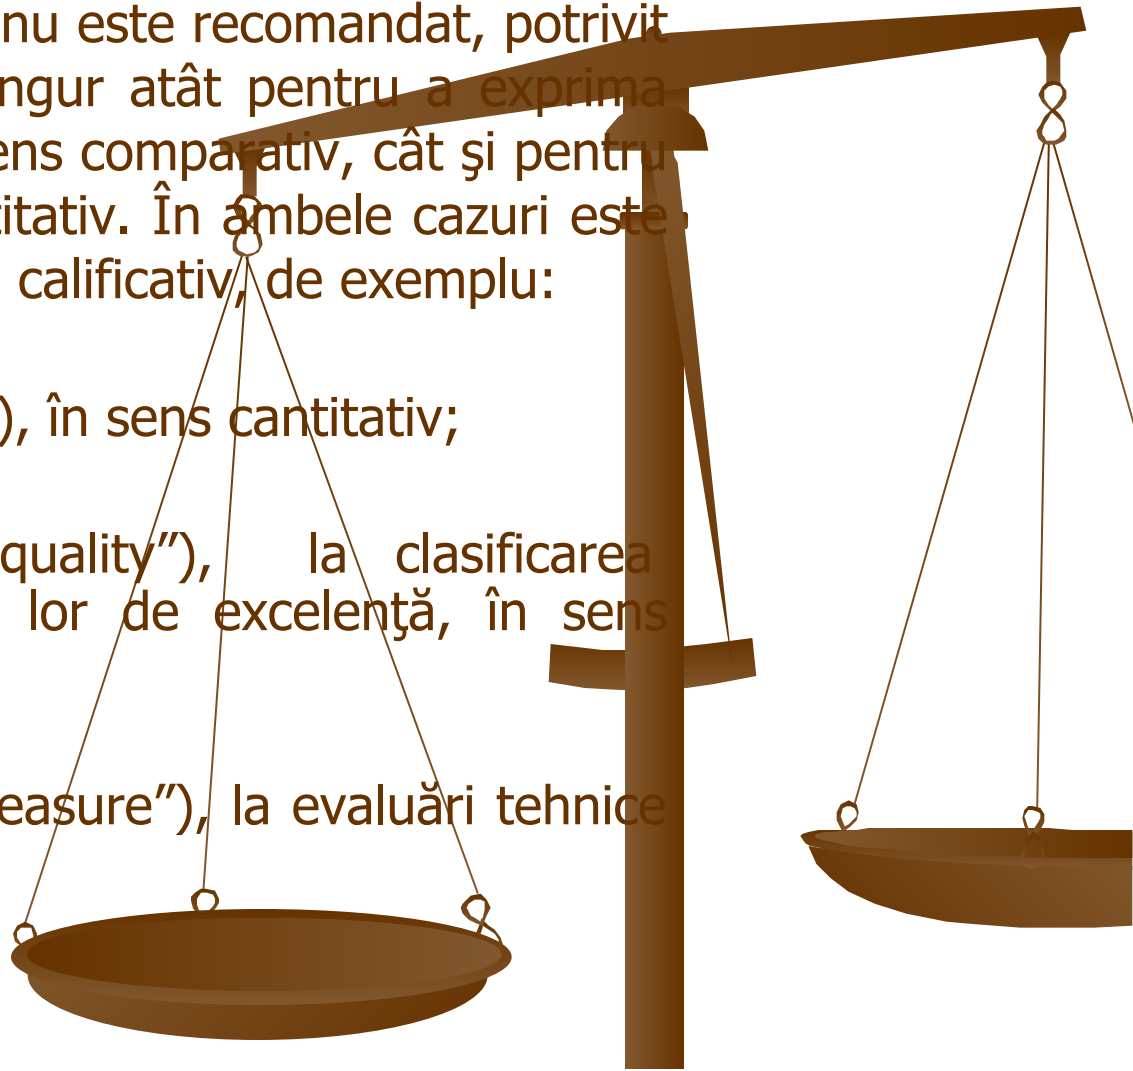 nu este recomandat, potrivit
ngur atât pentru a exprima
ens comparativ, cât şi pentru
titativ. În ambele cazuri este
calificativ, de exemplu:
), în sens cantitativ;
quality”), la clasificarea
lor de excelenţă, în sens
easure”), la evaluări tehnice